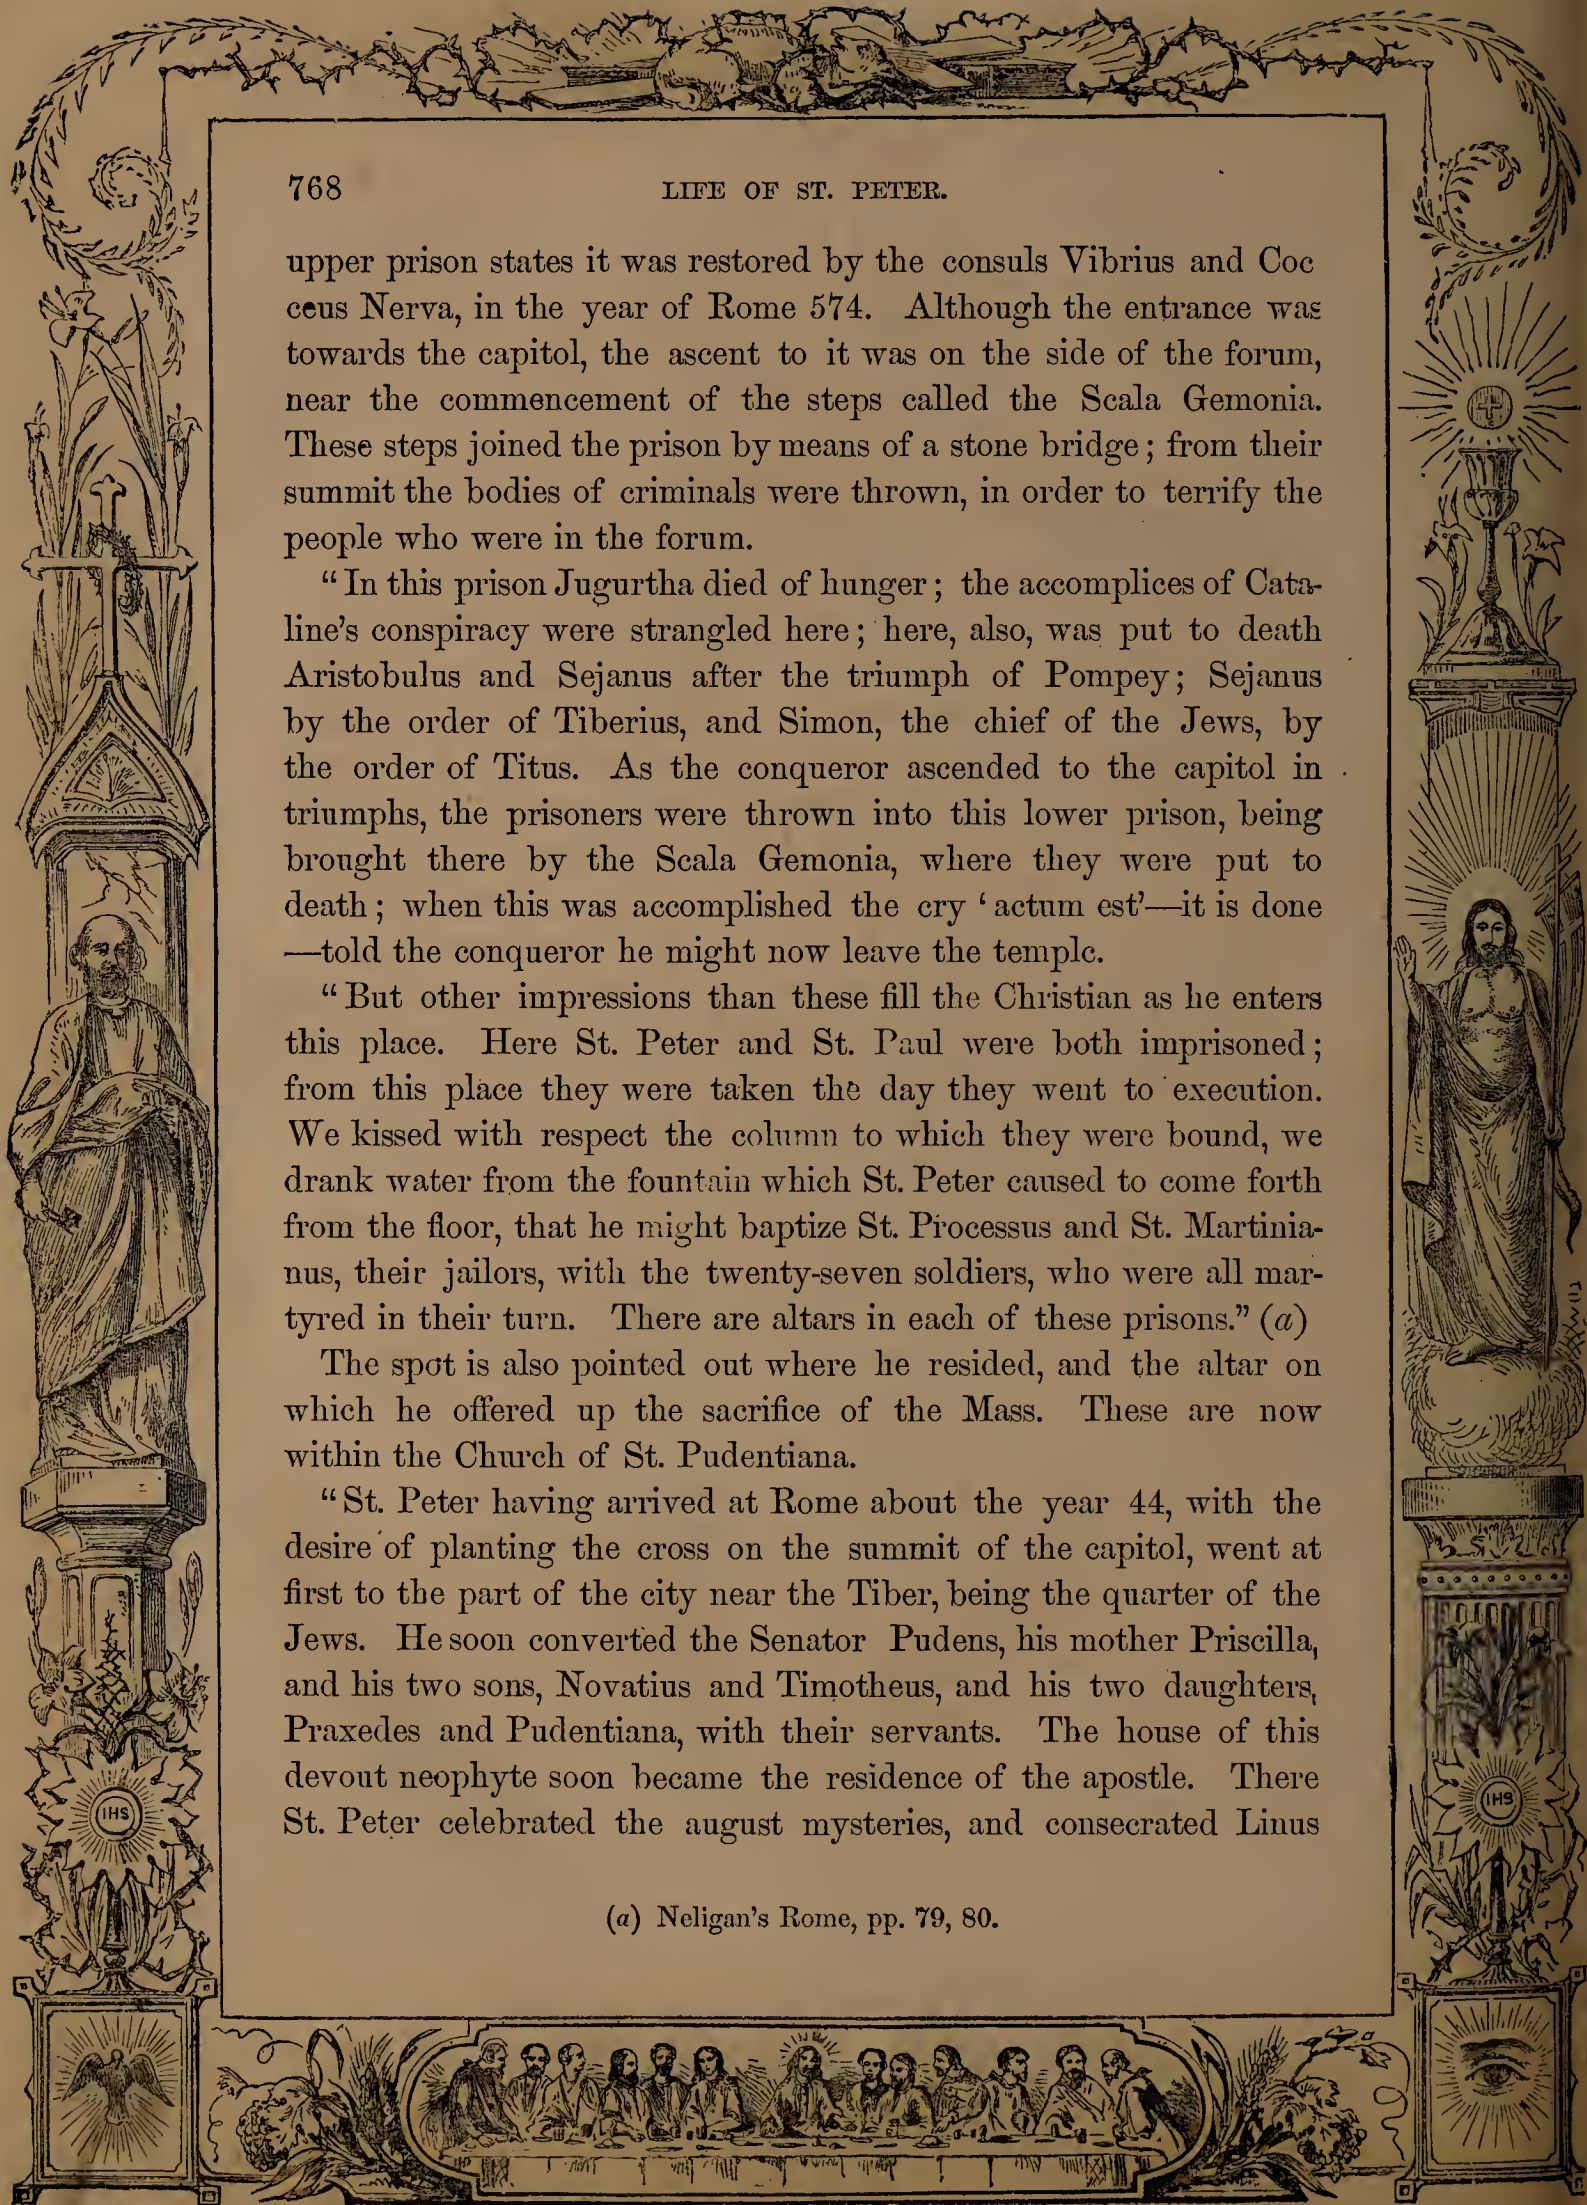 768 LIFE OF ST. PETER.
upper prison states it was restored by the consuls Vibrius and Coc
ceus Nerva, in the year of Rome 574. Although the entrance was
towards the capitol, the ascent to it was on the side of the forum,
near the commencement of the steps called the Scala Gemonia.
These steps joined the prison by means of a stone bridge; from their
summit the bodies of criminals were thrown, in order to terrify the
people who were in the forum.
"In this prison Jugurtha died of hunger; the accomplices of Cata-
line's conspiracy were strangled here; here, also, was put to death
Aristobulus and Sejanus after the triumph of Pompey; Sejanus
by the order of Tiberius, and Simon, the chief of the Jews, by
the order of Titus. As the conqueror ascended to the capitol in
triumphs, the prisoners were thrown into this lower prison, being
brought there by the Scala Gemonia, where they were put to
death; when this was accomplished the cry 'actum est'—it is done
—told the conqueror he might now leave the temple.
"But other impressions than these fill the Christian as he enters
this place. Here St. Peter and St. Paul were both imprisoned;
from this place they were taken the day they went to execution.
We kissed with respect the column to which they were bound, we
drank water from the fountain which St. Peter caused to come forth
from the floor, that he might baptize St. Processus and St. Martinia-
nus, their jailors, with the twenty-seven soldiers, who were all mar-
tyred in their turn. There are altars in each of these prisons." (a)
The spot is also pointed out where he resided, and the altar on
which he offered up the sacrifice of the Mass. These are now
within the Church of St. Pudentiana.
"St. Peter having arrived at Rome about the year 44, with the
desire of planting the cross on the summit of the capitol, went at
first to the part of the city near the Tiber, being the quarter of the
Jews. He soon converted the Senator Pudens, his mother Priscilla,
and his two sons, Novatius and Timotheus, and his two daughters,
Praxedes and Pudentiana, with their servants. The house of this
devout neophyte soon became the residence of the apostle. There
St. Peter celebrated the august mysteries, and consecrated Linus
(a) Neligan's Rome, pp. 79, 80.
IHS
IHS